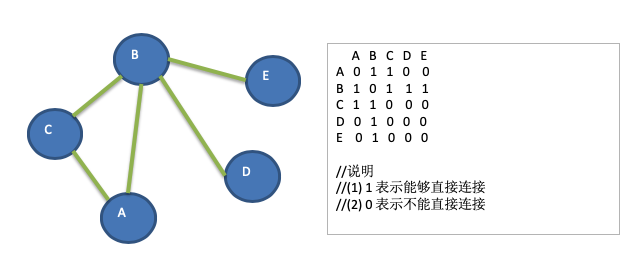 B
E
C
D
A
A B C D E
A 0 1 1 0 0
B 1 0 1 1 1
C 1 1 0 0 0
D 0 1 0 0 0
E 0 1 0 0 0
//说明
//(1) 1 表示能够直接连接
//(2) 0 表示不能直接连接